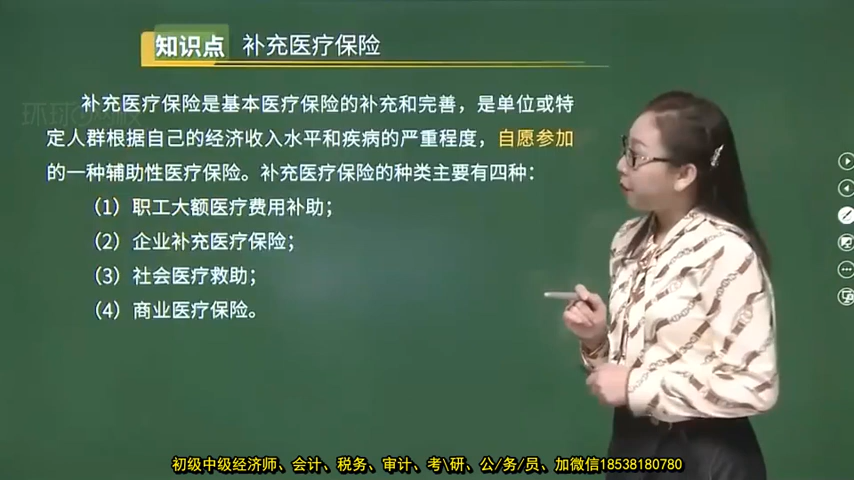 知识点 补充医疗保险
补充医疗保险是基本医疗保险的补充和完善，是单位或特
定人群根据自己的经济收入水平和疾病的严重程度，自愿参加
的一种辅助性医疗保险。补充医疗保险的种类主要有四种：
（1）职工大额医疗费用补助；
（2）企业补充医疗保险；
（3）社会医疗救助；
（4）商业医疗保险。
初级中级经济师、会计、税务、审计、考\研、公/务/员、加微信18538180780